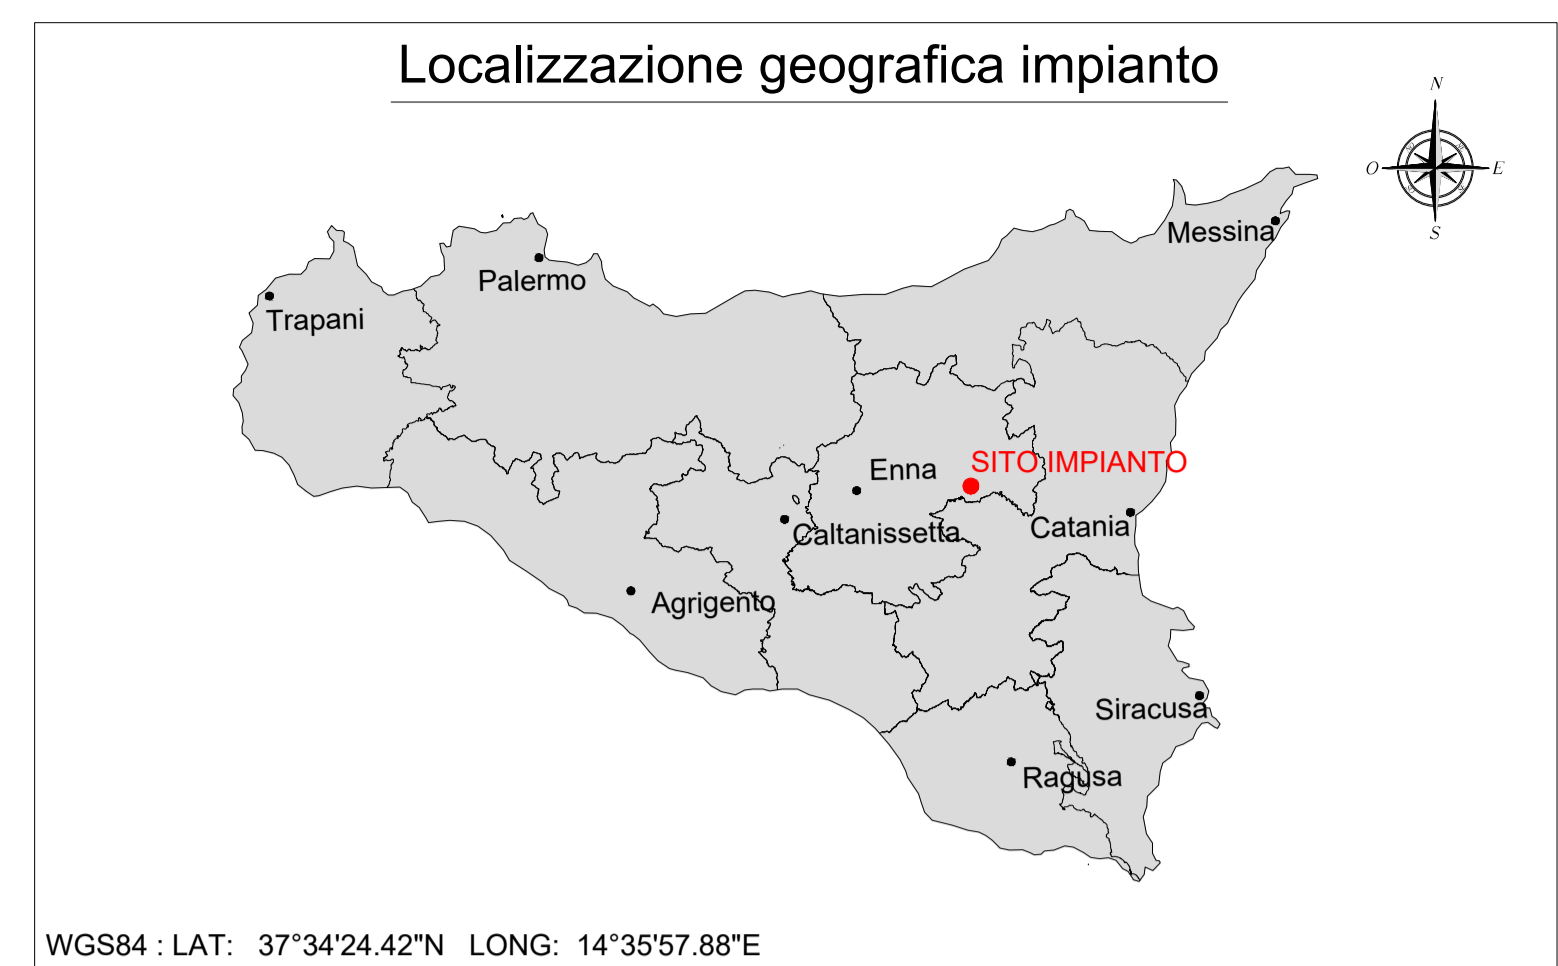 Localizzazione geografica impianto
N
O
E
S
Messina
Palermo
Trapani
Enna
SITO IMPIANTO
Caltanissetta
Catania
Agrigento
Siracusa
Ragusa
WGS84 : LAT: 37°34'24.42"N LONG: 14°35'57.88"E